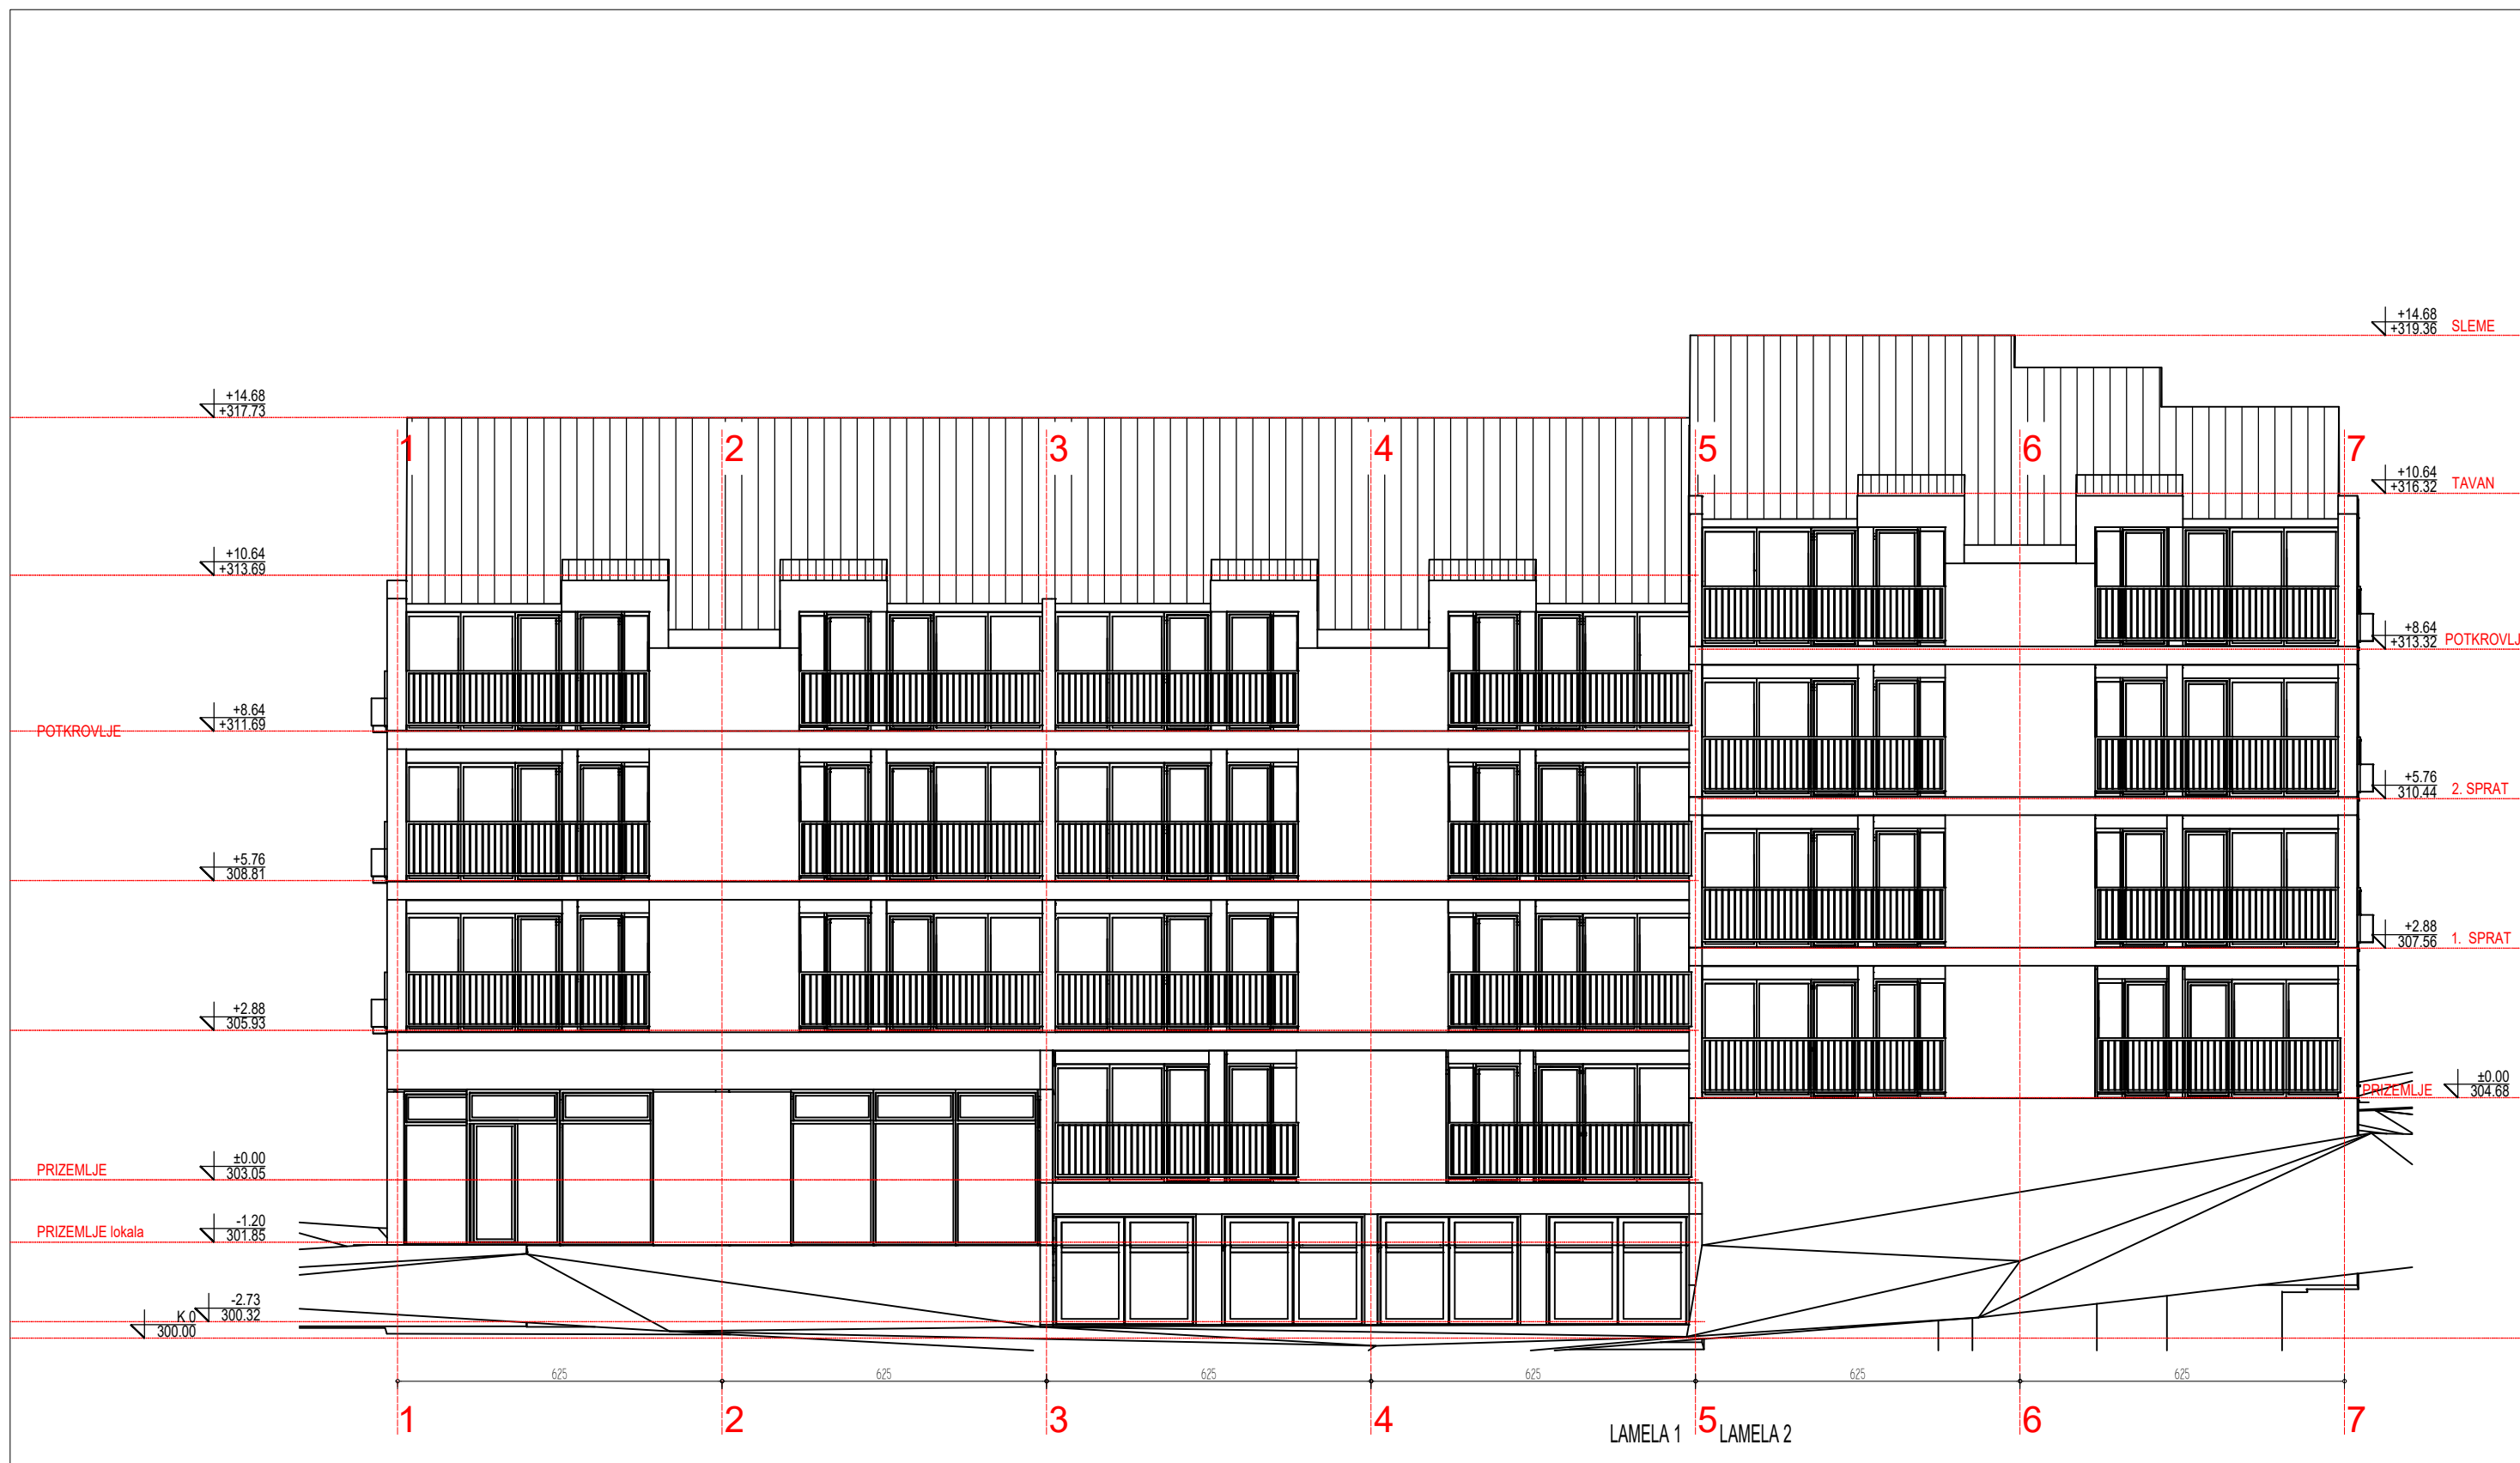 +14.68
+319.36 SLEME
+14.68
+317.73
1 2 3 4 5 6 7
+10.64
+316.32 TAVAN
+10.64
+313.69
+8.64
+313.32 POTKROVLJ
+8.64
+311.69
POTKROVLJE
+5.76
310.44 2. SPRAT
+5.76
308.81
+2.88
307.56 1. SPRAT
+2.88
305.93
±0.00
PRIZEMLJE 304.68
±0.00
PRIZEMLJE 303.05
-1.20
PRIZEMLJE lokala 301.85
-2.73
300.32
K 0
300.00
625 625 625 625 625 625
1 2 3 4 5 6 7
LAMELA 1 LAMELA 2